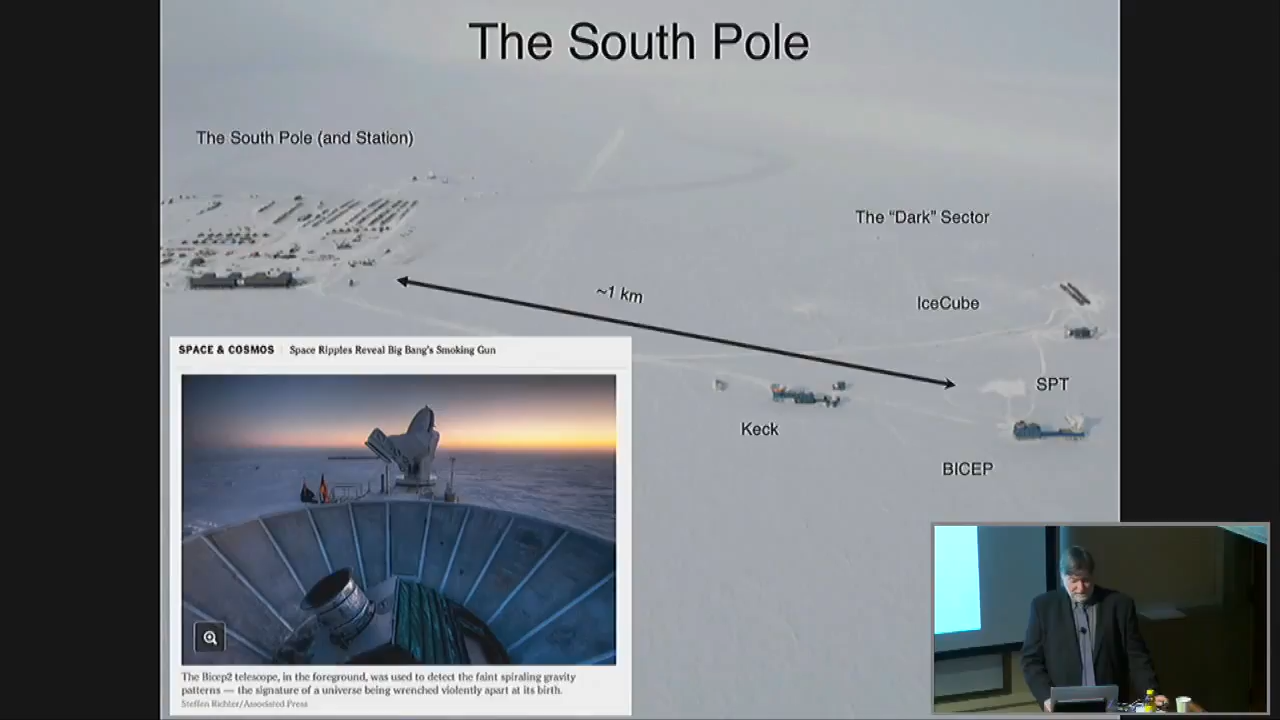 The South Pole
The South Pole (and Station)
The "Dark" Sector
~1 km
IceCube
SPACE & COSMOS | Space Ripples Reveal Big Bang's Smoking Gun
SPT
Keck
BICEP
The Bicep2 telescope, in the foreground, was used to detect the faint spiraling gravity
patterns — the signature of a universe being wrenched violently apart at its birth.
Steffen Richter/Associated Press